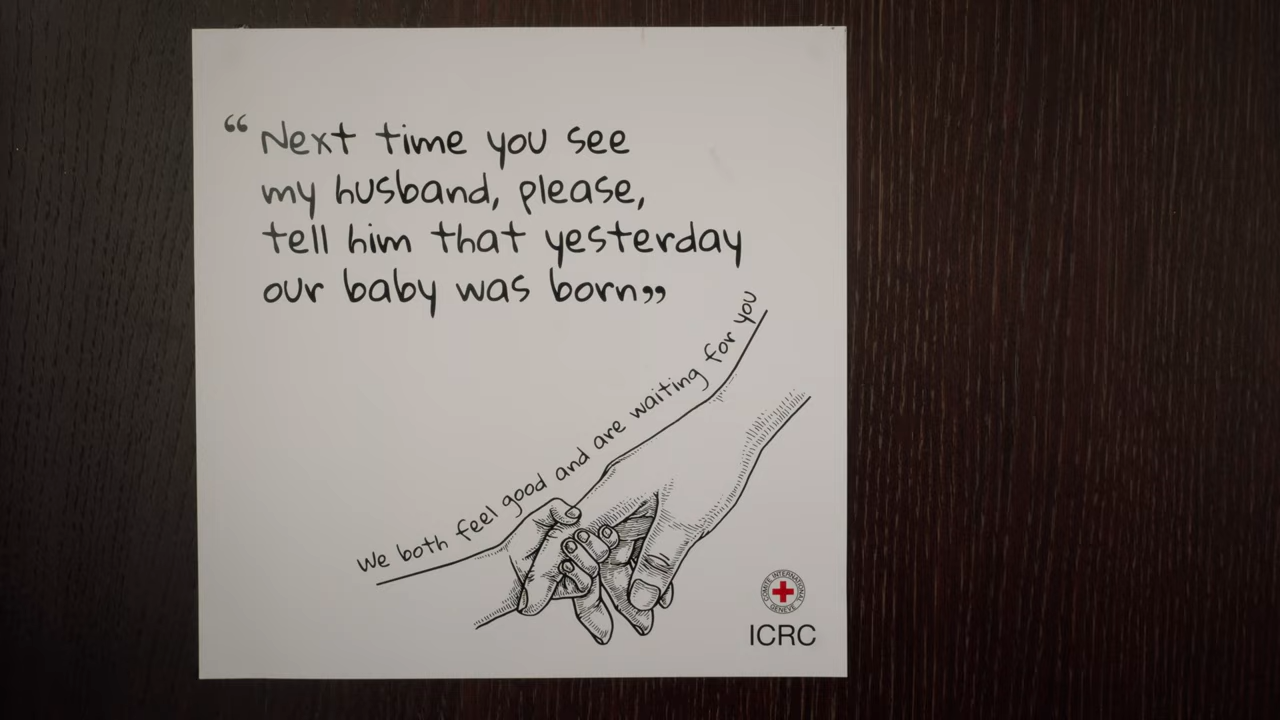 “Next time you see
my husband, please,
tell him that yesterday
our baby was born”
We both feel good and are waiting for you
COMITE INTERNATIONAL
GENEVE
ICRC